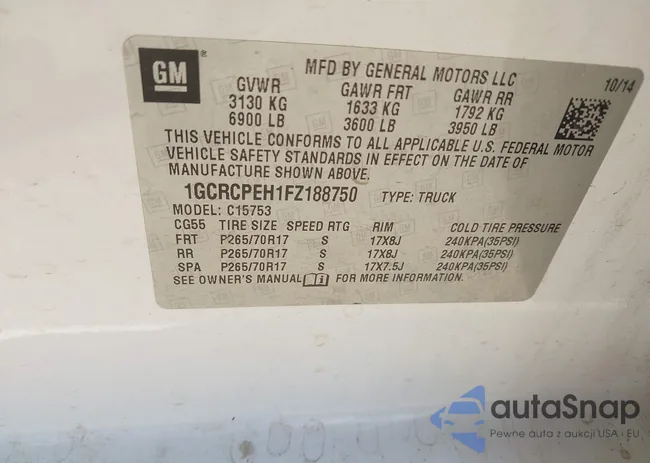 GM
MFD BY GENERAL MOTORS LLC
10/14
GVWR GAWR FRT GAWR RR
3130 KG 1633 KG 1792 KG
6900 LB 3600 LB 3950 LB
THIS VEHICLE CONFORMS TO ALL APPLICABLE U.S. FEDERAL MOTOR
VEHICLE SAFETY STANDARDS IN EFFECT ON THE DATE OF
MANUFACTURE SHOWN ABOVE.
1GCRCPEH1FZ188750 TYPE: TRUCK
MODEL: C15753
CG55 TIRE SIZE SPEED RTG RIM COLD TIRE PRESSURE
FRT P265/70R17 S 17X8J 240KPA(35PSI)
RR P265/70R17 S 17X8J 240KPA(35PSI)
SPA P265/70R17 S 17X7.5J 240KPA(35PSI)
SEE OWNER'S MANUAL FOR MORE INFORMATION.
autaSnap
Pewne auta z aukcji USA i EU